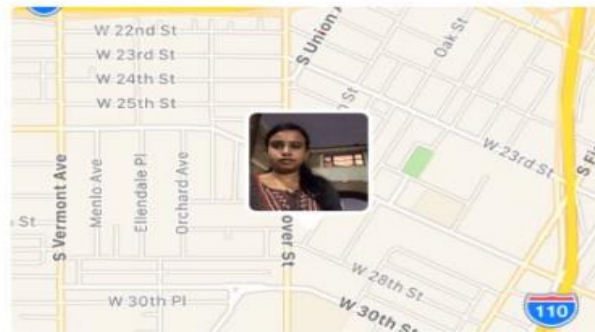 W 22nd St
W 23rd St
W 24th St
W 25th St
S Union
Oak St
W 23rd St
S Vermont Ave
Menlo Ave
Ellendale Pl
Orchard Ave
St
over St
W 28th St
W 30th Pl
W 30th St
110